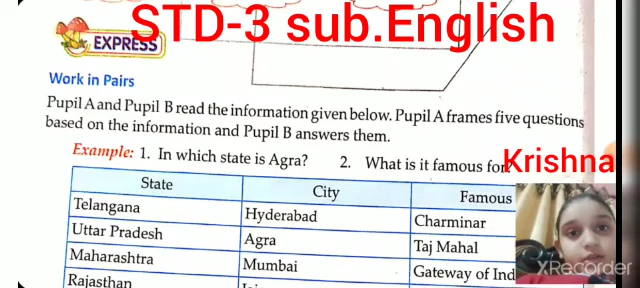 STD-3 sub.English
EXPRESS
Work in Pairs
Pupil A and Pupil B read the information given below. Pupil A frames five questions
based on the information and Pupil B answers them.
Example: 1. In which state is Agra? 2. What is it famous for
Krishna
State City Famous
Telangana Hyderabad Charminar
Uttar Pradesh Agra Taj Mahal
Maharashtra Mumbai Gateway of Ind
Rajasthan
XRecorder